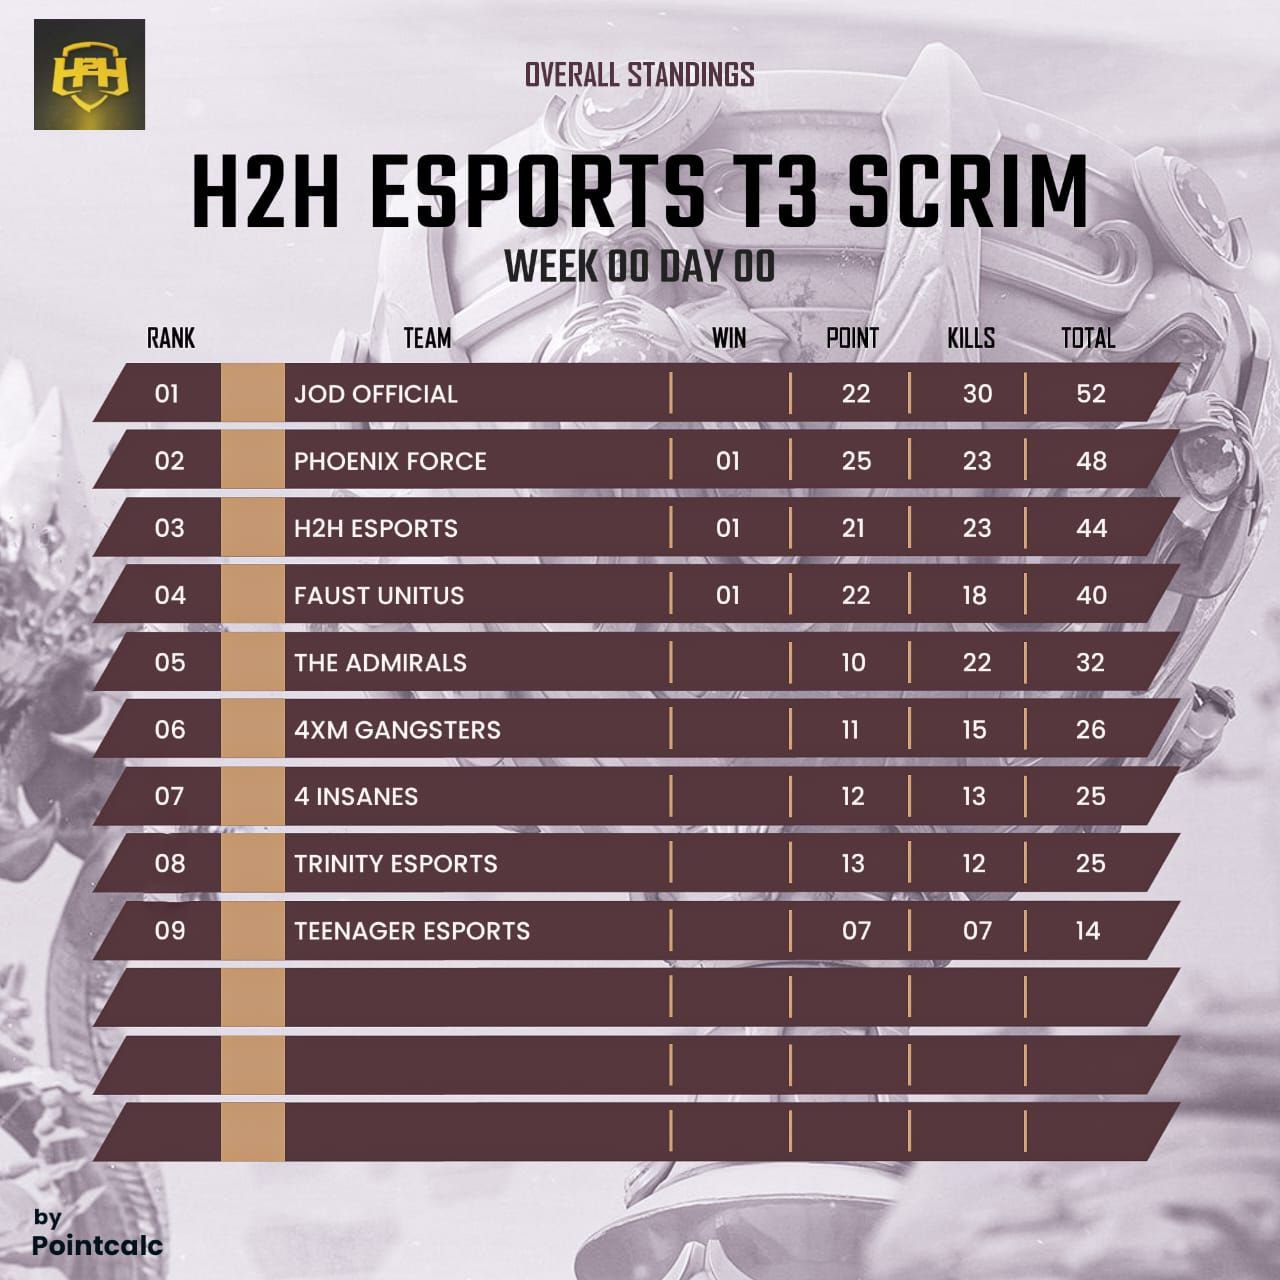 H2H
OVERALL STANDINGS
H2H ESPORTS T3 SCRIM
WEEK 00 DAY 00
RANK TEAM WIN POINT KILLS TOTAL
01 JOD OFFICIAL 22 30 52
02 PHOENIX FORCE 01 25 23 48
03 H2H ESPORTS 01 21 23 44
04 FAUST UNITUS 01 22 18 40
05 THE ADMIRALS 10 22 32
06 4XM GANGSTERS 11 15 26
07 4 INSANES 12 13 25
08 TRINITY ESPORTS 13 12 25
09 TEENAGER ESPORTS 07 07 14
by
Pointcalc